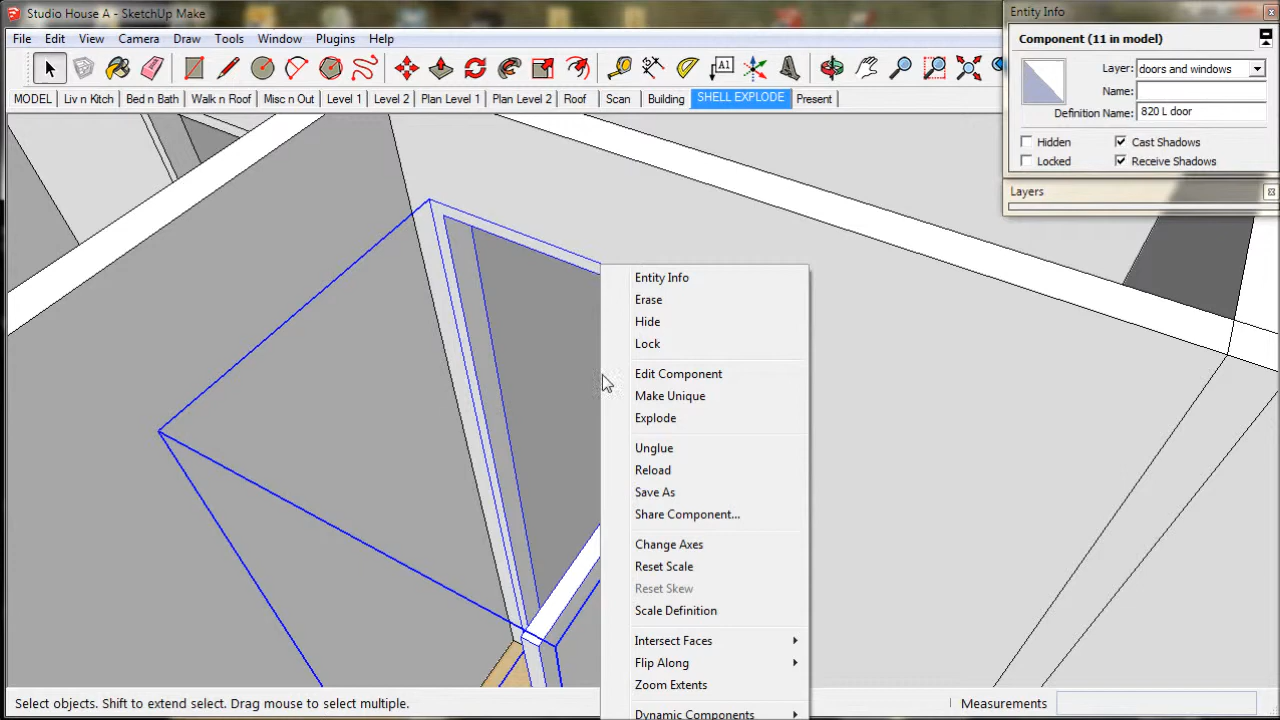 Studio House A - SketchUp Make
File Edit View Camera Draw Tools Window Plugins Help
A1
MODEL Liv n Kitch Bed n Bath Walk n Roof Misc n Out Level 1 Level 2 Plan Level 1 Plan Level 2 Roof Scan Building SHELL EXPLODE Present
Entity Info
Component (11 in model)
Layer: doors and windows
Name:
Definition Name: 820 L door
Hidden Cast Shadows
Locked Receive Shadows
Layers
Entity Info
Erase
Hide
Lock
Edit Component
Make Unique
Explode
Unglue
Reload
Save As
Share Component...
Change Axes
Reset Scale
Reset Skew
Scale Definition
Intersect Faces
Flip Along
Zoom Extents
Dynamic Components
Select objects. Shift to extend select. Drag mouse to select multiple.
Measurements